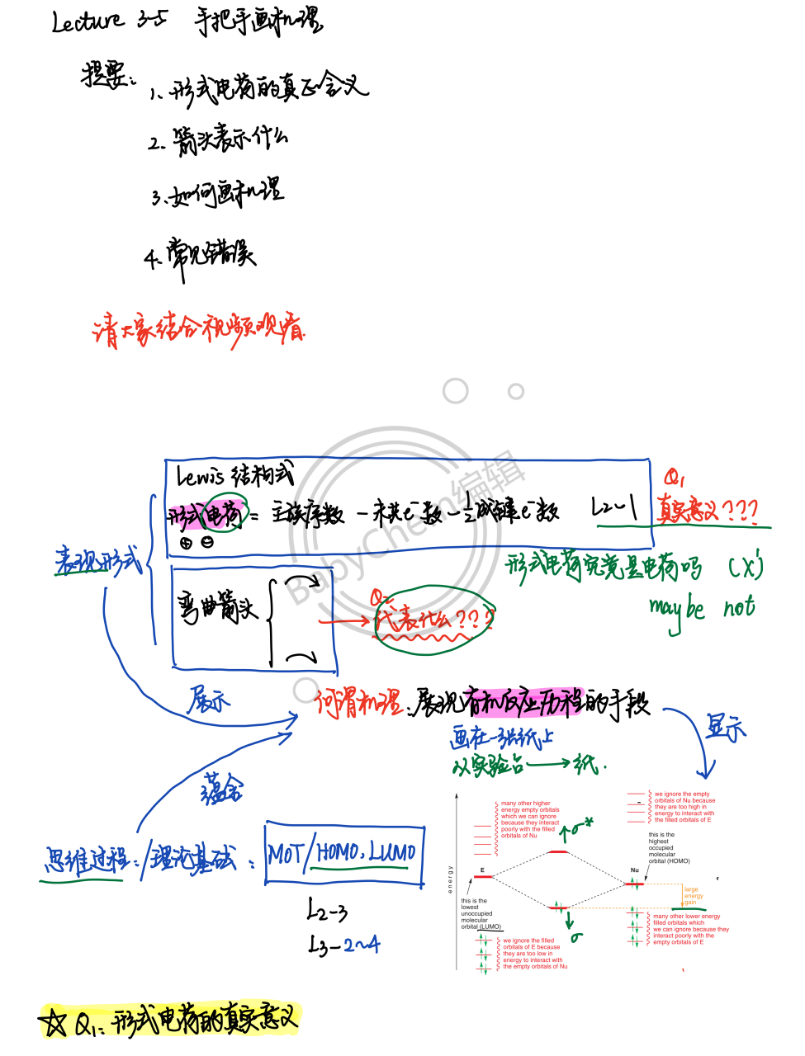 Lecture 3-5 手把手画机理
提要:
1. 形式电荷的真正含义
2. 箭头表示什么
3. 如何画机理
4. 常见错误
请大家结合视频观看.
BabyChem编辑
Lewis 结构式
形式电荷 = 主族序数 - 未共e⁻数 - ½成键e⁻数 L2-1
⊕ ⊖
Q1
真实意义???
形式电荷究竟是电荷吗 (X)
maybe not
表现形式
弯曲箭头
Q2
代表什么???
展示
何谓机理: 展现有机反应历程的手段
画在一张纸上
从实验台→纸.
显示
蕴含
思维过程: /理论基础: MOT/HOMO, LUMO
L2-3
L3-2~4
energy
many other higher
energy empty orbitals
which we can ignore
because they interact
poorly with the filled
orbitals of Nu
σ*
we ignore the empty
orbitals of Nu because
they are too high in
energy to interact with
the filled orbitals of E
this is the
highest
occupied
molecular
orbital (HOMO)
E
Nu
large
energy
gain
this is the
lowest
unoccupied
molecular
orbital (LUMO)
σ
many other lower energy
filled orbitals which
we can ignore because they
interact poorly with the
empty orbitals of E
we ignore the filled
orbitals of E because
they are too low in
energy to interact with
the empty orbitals of Nu
☆ Q1: 形式电荷的真实意义